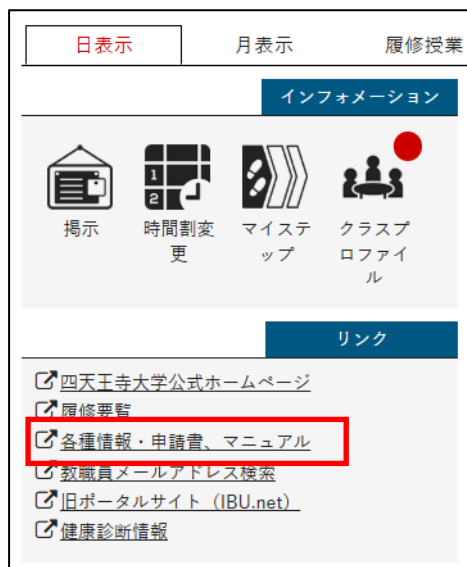 日表示
月表示
履修授業
インフォメーション
1
2
掲示
時間割変
更
マイステ
ップ
クラスプ
ロファイ
ル
リンク
四天王寺大学公式ホームページ
履修要覧
各種情報・申請書、マニュアル
教職員メールアドレス検索
旧ポータルサイト（IBU.net）
健康診断情報